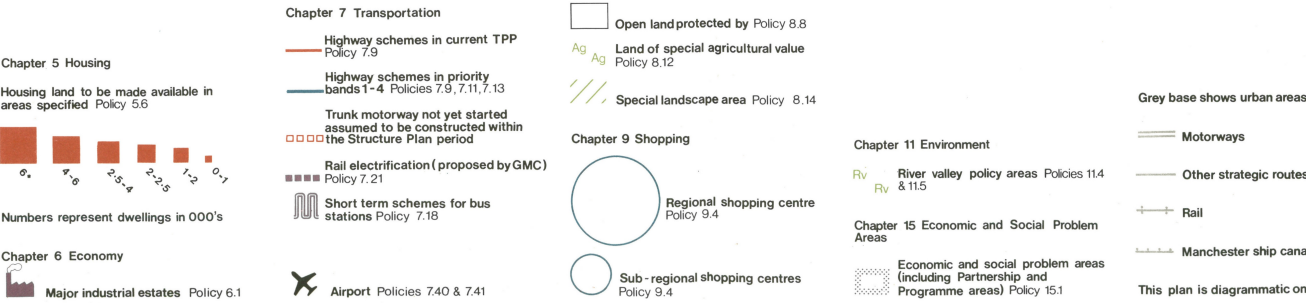 Chapter 5 Housing
Housing land to be made available in
areas specified Policy 5.6
6+
4-6
2·5-4
2-2·5
1-2
0-1
Numbers represent dwellings in 000's
Chapter 6 Economy
Major industrial estates Policy 6.1
Chapter 7 Transportation
Highway schemes in current TPP
Policy 7.9
Highway schemes in priority
bands 1-4 Policies 7.9, 7.11, 7.13
Trunk motorway not yet started
assumed to be constructed within
the Structure Plan period
Rail electrification (proposed by GMC)
Policy 7.21
Short term schemes for bus
stations Policy 7.18
Airport Policies 7.40 & 7.41
Open land protected by Policy 8.8
Ag
Ag
Land of special agricultural value
Policy 8.12
Special landscape area Policy 8.14
Chapter 9 Shopping
Regional shopping centre
Policy 9.4
Sub-regional shopping centres
Policy 9.4
Chapter 11 Environment
Rv
Rv
River valley policy areas Policies 11.4
& 11.5
Chapter 15 Economic and Social Problem
Areas
Economic and social problem areas
(including Partnership and
Programme areas) Policy 15.1
Grey base shows urban areas
Motorways
Other strategic routes
Rail
Manchester ship cana
This plan is diagrammatic on